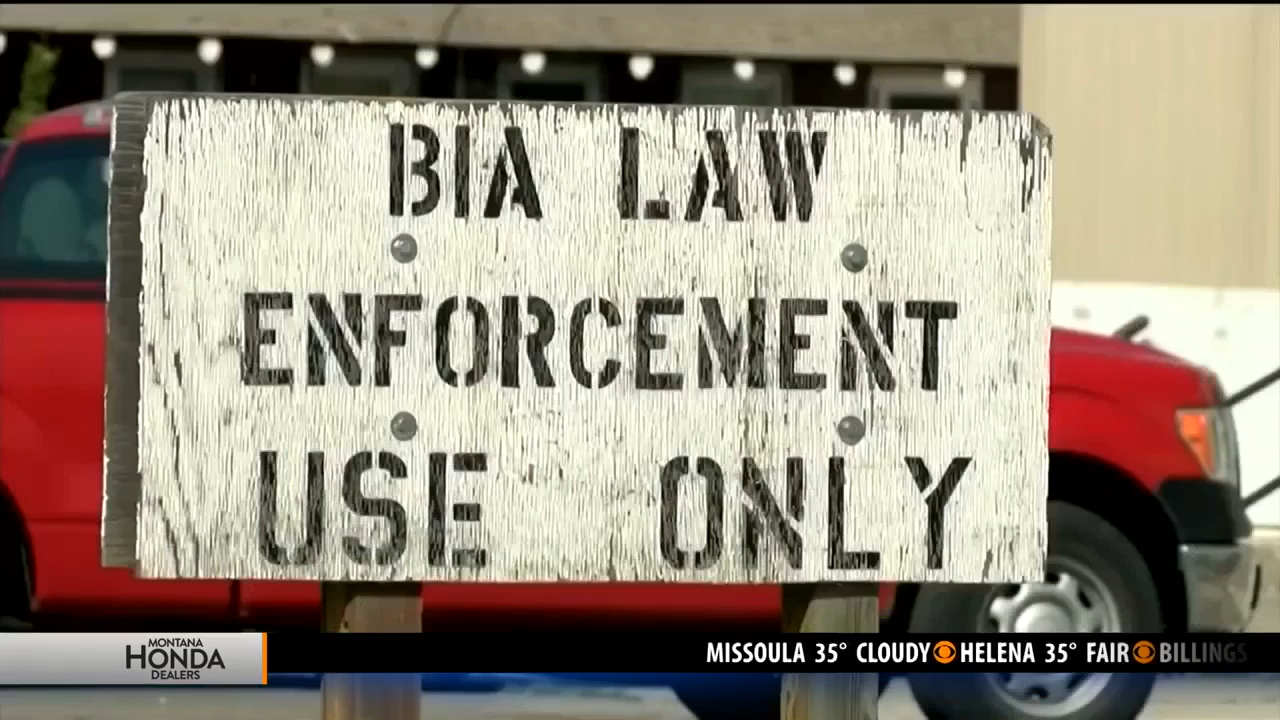 BIA LAW
ENFORCEMENT
USE ONLY
MONTANA
HONDA
DEALERS
MISSOULA 35° CLOUDY HELENA 35° FAIR BILLINGS